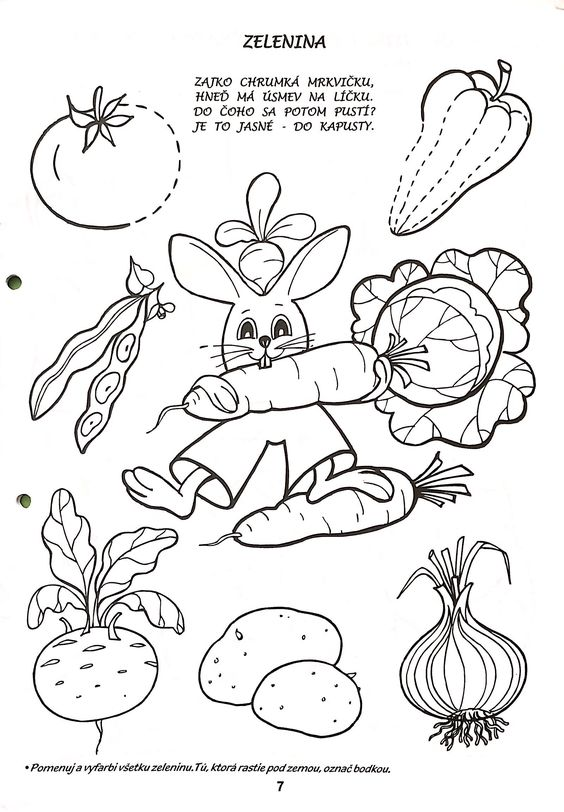 ZELENINA
ZAJKO CHRUMKÁ MRKVIČKU,
HNEĎ MÁ ÚSMEV NA LÍČKU.
DO ČOHO SA POTOM PUSTÍ?
JE TO JASNÉ - DO KAPUSTY.
• Pomenuj a vyfarbi všetku zeleninu. Tú, ktorá rastie pod zemou, označ bodkou.
7